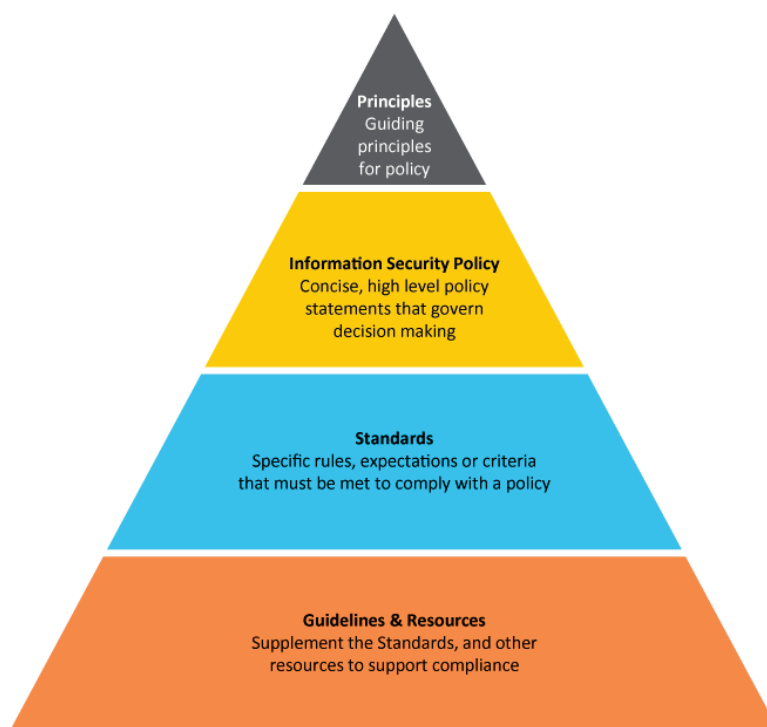 Principles
Guiding
principles
for policy
Information Security Policy
Concise, high level policy
statements that govern
decision making
Standards
Specific rules, expectations or criteria
that must be met to comply with a policy
Guidelines & Resources
Supplement the Standards, and other
resources to support compliance